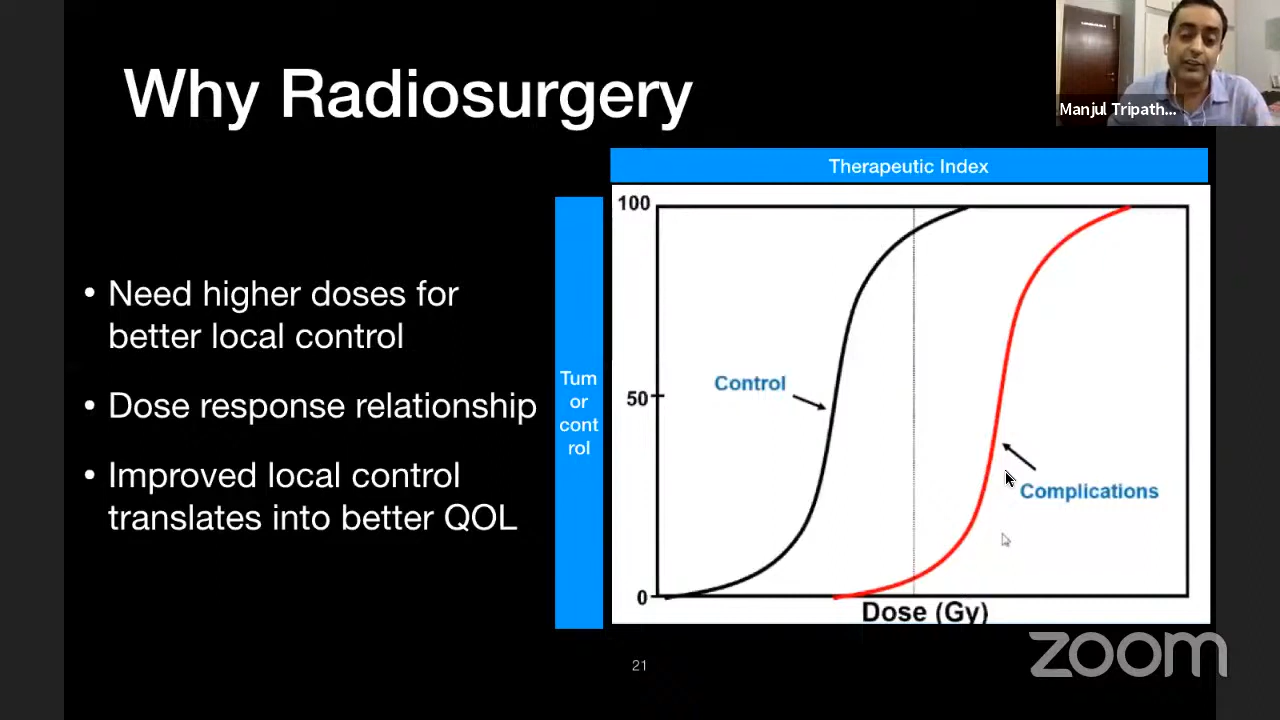 Why Radiosurgery
Manjul Tripath...
• Need higher doses for
better local control
• Dose response relationship
• Improved local control
translates into better QOL
Therapeutic Index
Tum
or
cont
rol
100
50
0
Control
Complications
Dose (Gy)
21
zoom